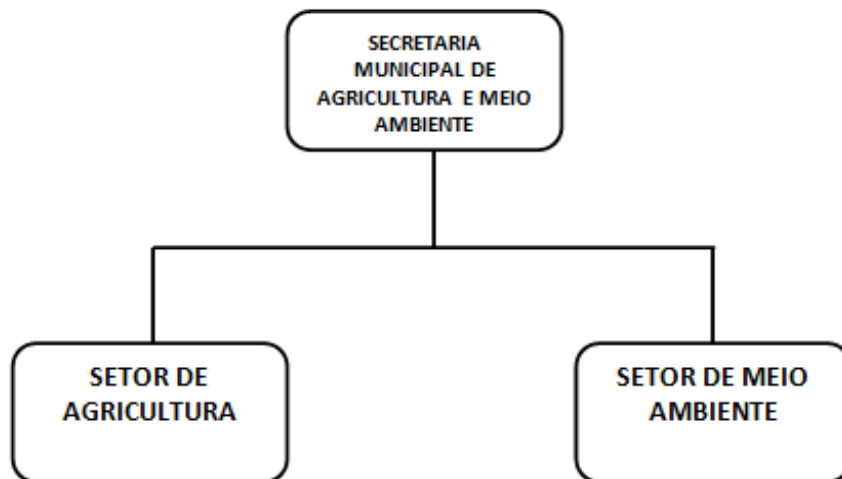 SECRETARIA
MUNICIPAL DE
AGRICULTURA E MEIO
AMBIENTE
SETOR DE
AGRICULTURA
SETOR DE MEIO
AMBIENTE